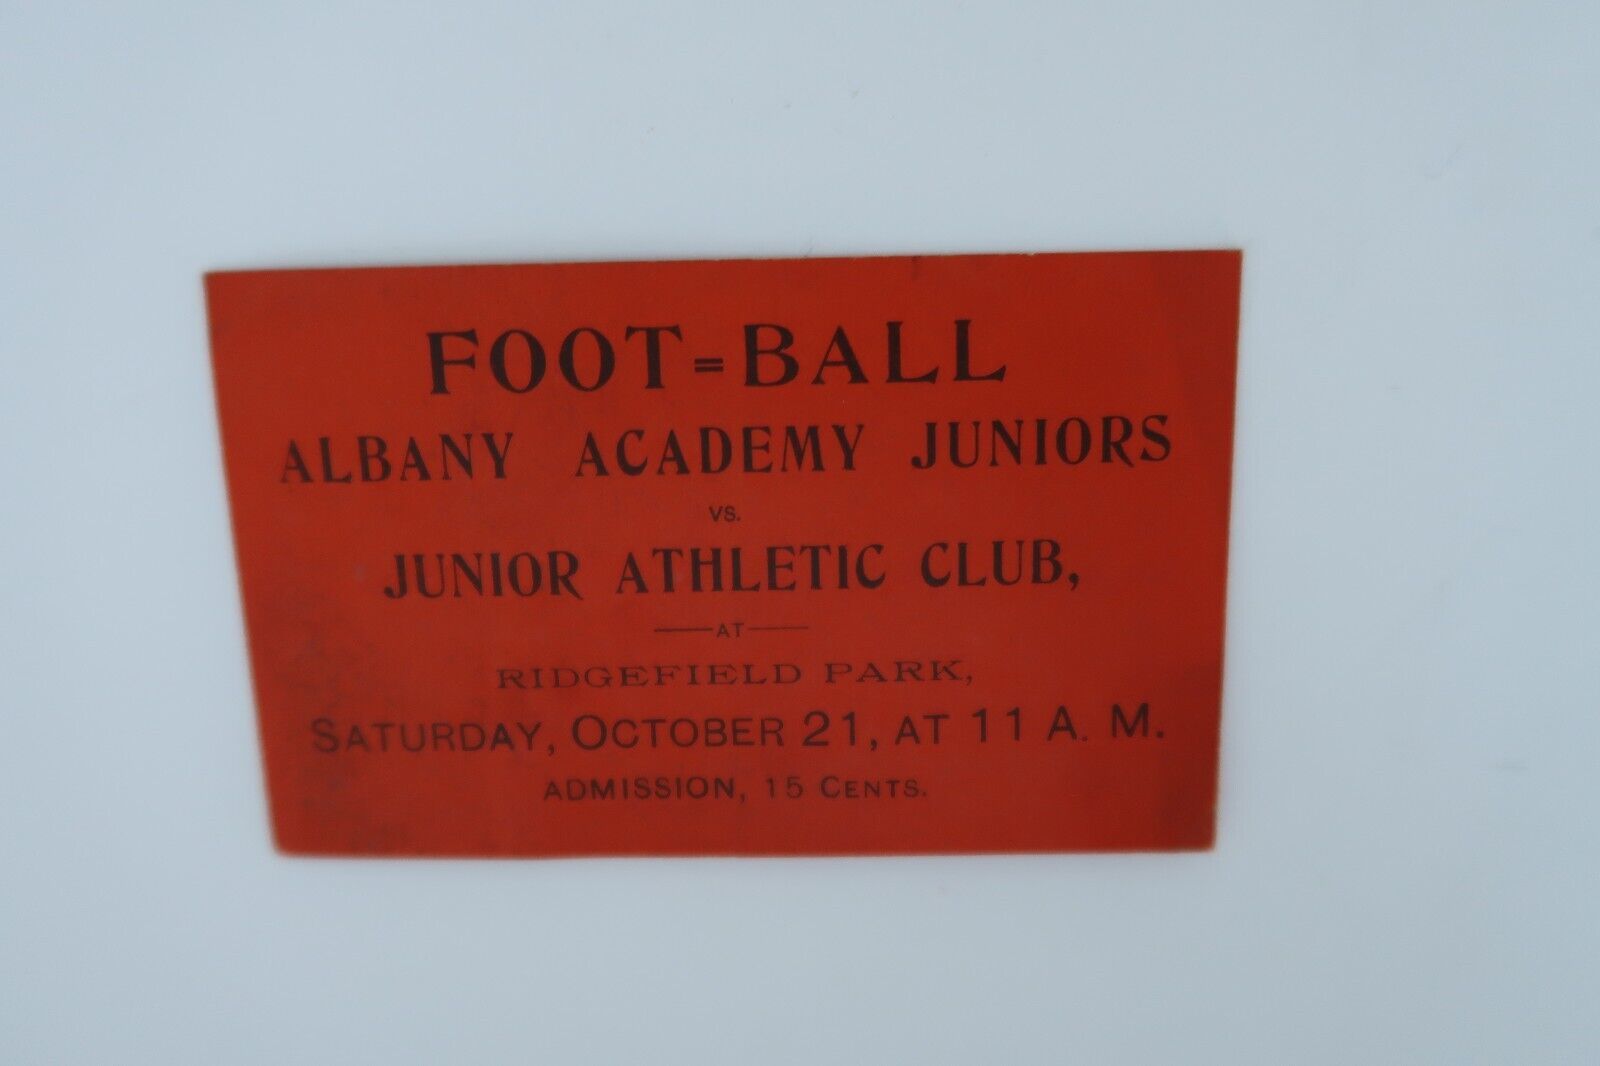 FOOT=BALL
ALBANY ACADEMY JUNIORS
VS.
JUNIOR ATHLETIC CLUB,
—AT—
RIDGEFIELD PARK,
SATURDAY, OCTOBER 21, AT 11 A. M.
ADMISSION, 15 CENTS.